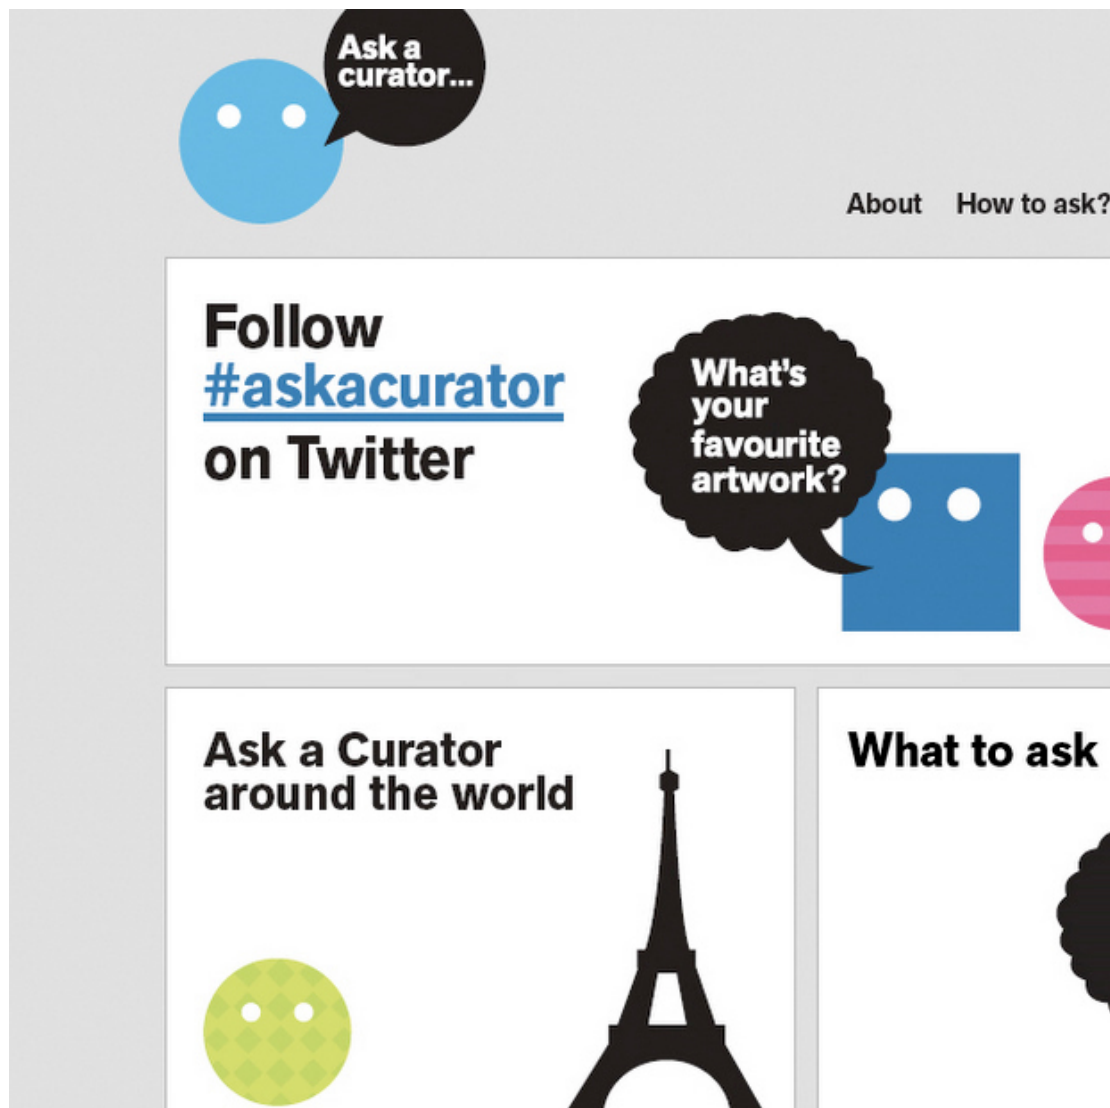 Ask a
curator...
About How to ask?
Follow
#askacurator
on Twitter
What's
your
favourite
artwork?
Ask a Curator
around the world
What to ask